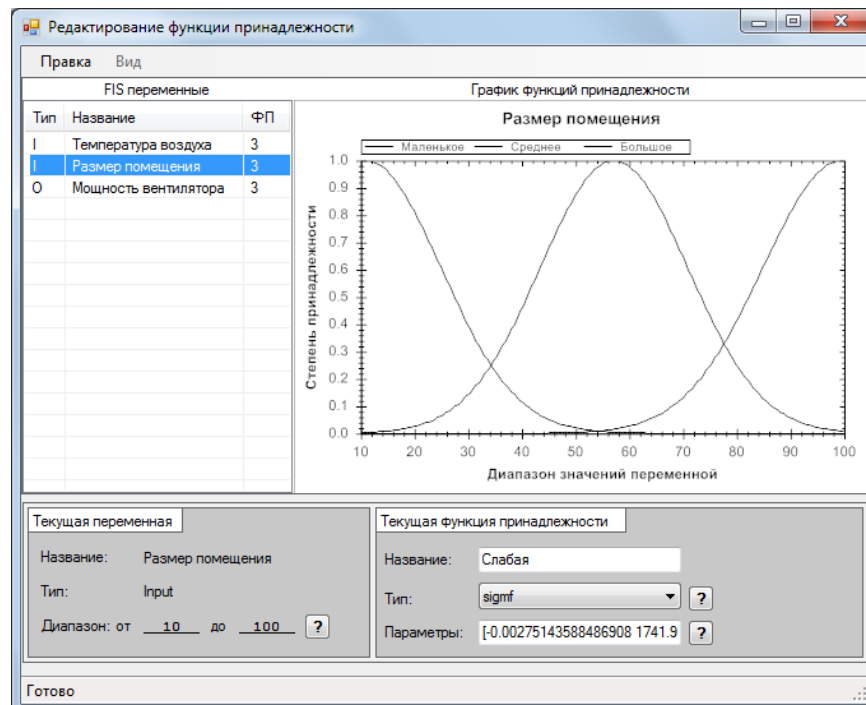 Редактирование функции принадлежности
Правка Вид
FIS переменные
График функций принадлежности
Тип Название ФП
I Температура воздуха 3
I Размер помещения 3
O Мощность вентилятора 3
Размер помещения
Маленькое Среднее Большое
Степень принадлежности
1.0
0.9
0.8
0.7
0.6
0.5
0.4
0.3
0.2
0.1
0.0
10 20 30 40 50 60 70 80 90 100
Диапазон значений переменной
Текущая переменная
Название: Размер помещения
Тип: Input
Диапазон: от 10 до 100 ?
Текущая функция принадлежности
Название: Слабая
Тип: sigmf ?
Параметры: [-0.00275143588486908 1741.9 ?
Готово